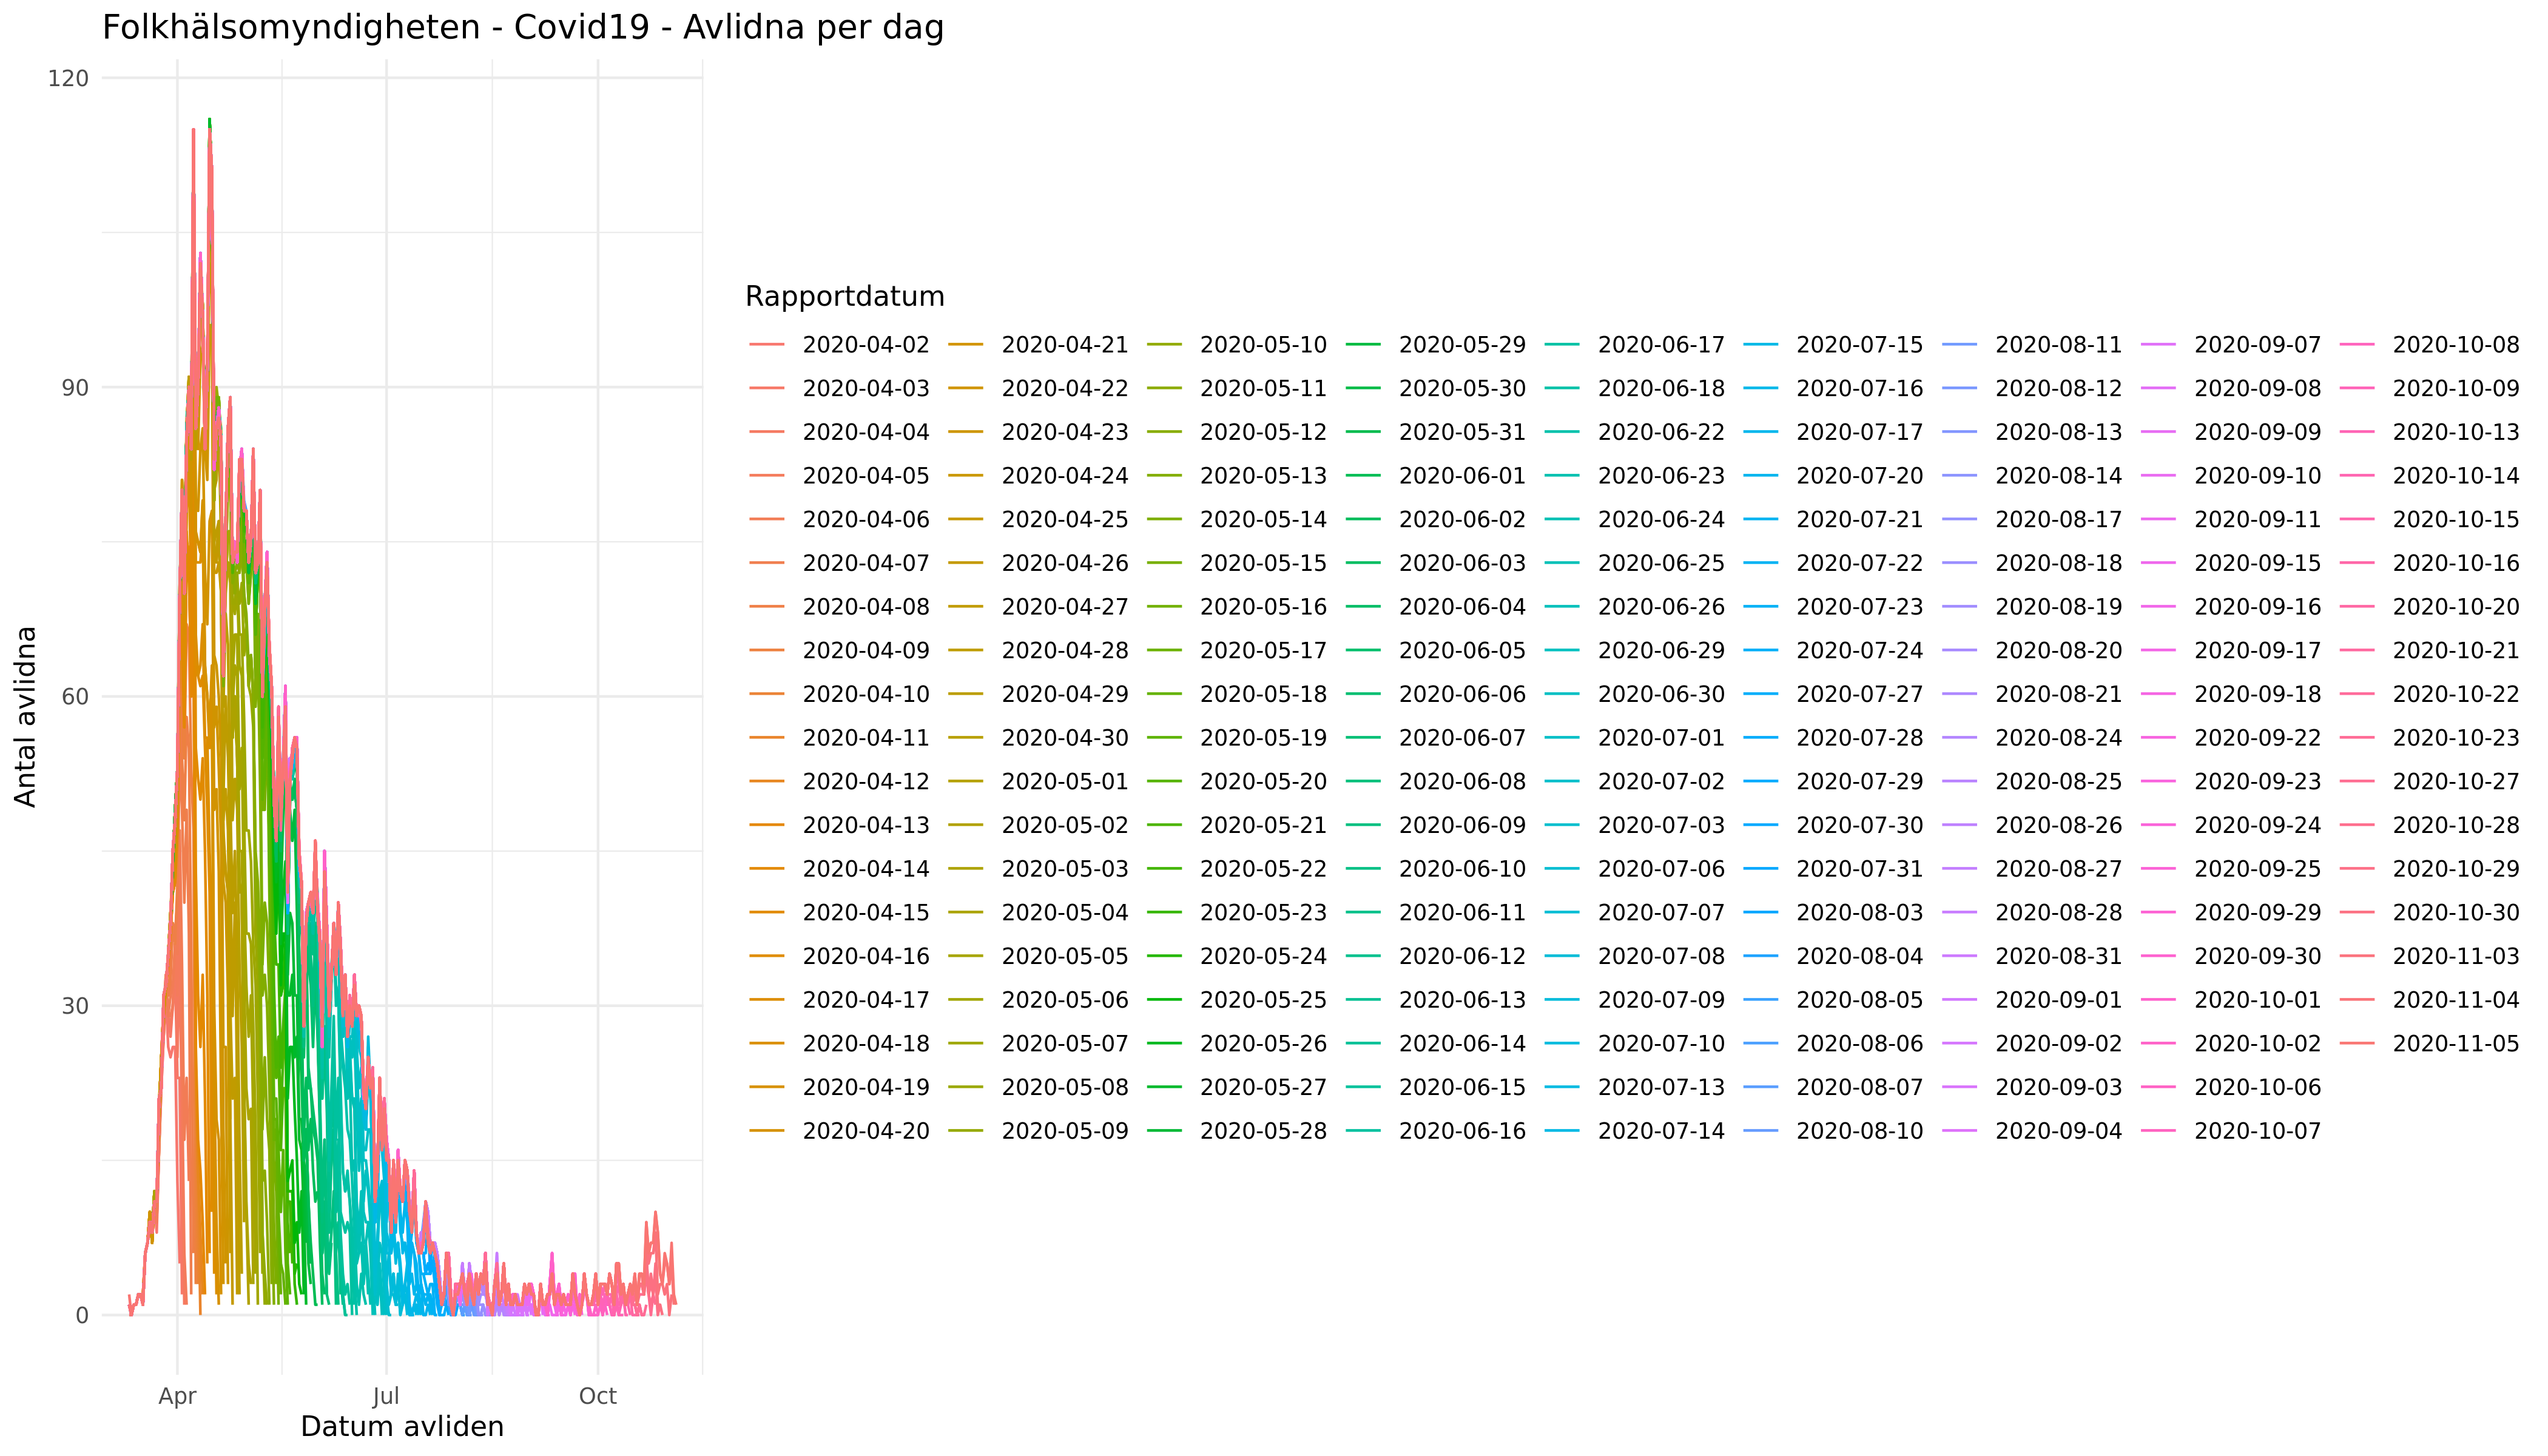 Folkhälsomyndigheten - Covid19 - Avlidna per dag
120
90
60
30
0
Antal avlidna
Apr Jul Oct
Datum avliden
Rapportdatum
2020-04-02 2020-04-21 2020-05-10 2020-05-29 2020-06-17 2020-07-15 2020-08-11 2020-09-07 2020-10-08
2020-04-03 2020-04-22 2020-05-11 2020-05-30 2020-06-18 2020-07-16 2020-08-12 2020-09-08 2020-10-09
2020-04-04 2020-04-23 2020-05-12 2020-05-31 2020-06-22 2020-07-17 2020-08-13 2020-09-09 2020-10-13
2020-04-05 2020-04-24 2020-05-13 2020-06-01 2020-06-23 2020-07-20 2020-08-14 2020-09-10 2020-10-14
2020-04-06 2020-04-25 2020-05-14 2020-06-02 2020-06-24 2020-07-21 2020-08-17 2020-09-11 2020-10-15
2020-04-07 2020-04-26 2020-05-15 2020-06-03 2020-06-25 2020-07-22 2020-08-18 2020-09-15 2020-10-16
2020-04-08 2020-04-27 2020-05-16 2020-06-04 2020-06-26 2020-07-23 2020-08-19 2020-09-16 2020-10-20
2020-04-09 2020-04-28 2020-05-17 2020-06-05 2020-06-29 2020-07-24 2020-08-20 2020-09-17 2020-10-21
2020-04-10 2020-04-29 2020-05-18 2020-06-06 2020-06-30 2020-07-27 2020-08-21 2020-09-18 2020-10-22
2020-04-11 2020-04-30 2020-05-19 2020-06-07 2020-07-01 2020-07-28 2020-08-24 2020-09-22 2020-10-23
2020-04-12 2020-05-01 2020-05-20 2020-06-08 2020-07-02 2020-07-29 2020-08-25 2020-09-23 2020-10-27
2020-04-13 2020-05-02 2020-05-21 2020-06-09 2020-07-03 2020-07-30 2020-08-26 2020-09-24 2020-10-28
2020-04-14 2020-05-03 2020-05-22 2020-06-10 2020-07-06 2020-07-31 2020-08-27 2020-09-25 2020-10-29
2020-04-15 2020-05-04 2020-05-23 2020-06-11 2020-07-07 2020-08-03 2020-08-28 2020-09-29 2020-10-30
2020-04-16 2020-05-05 2020-05-24 2020-06-12 2020-07-08 2020-08-04 2020-08-31 2020-09-30 2020-11-03
2020-04-17 2020-05-06 2020-05-25 2020-06-13 2020-07-09 2020-08-05 2020-09-01 2020-10-01 2020-11-04
2020-04-18 2020-05-07 2020-05-26 2020-06-14 2020-07-10 2020-08-06 2020-09-02 2020-10-02 2020-11-05
2020-04-19 2020-05-08 2020-05-27 2020-06-15 2020-07-13 2020-08-07 2020-09-03 2020-10-06
2020-04-20 2020-05-09 2020-05-28 2020-06-16 2020-07-14 2020-08-10 2020-09-04 2020-10-07